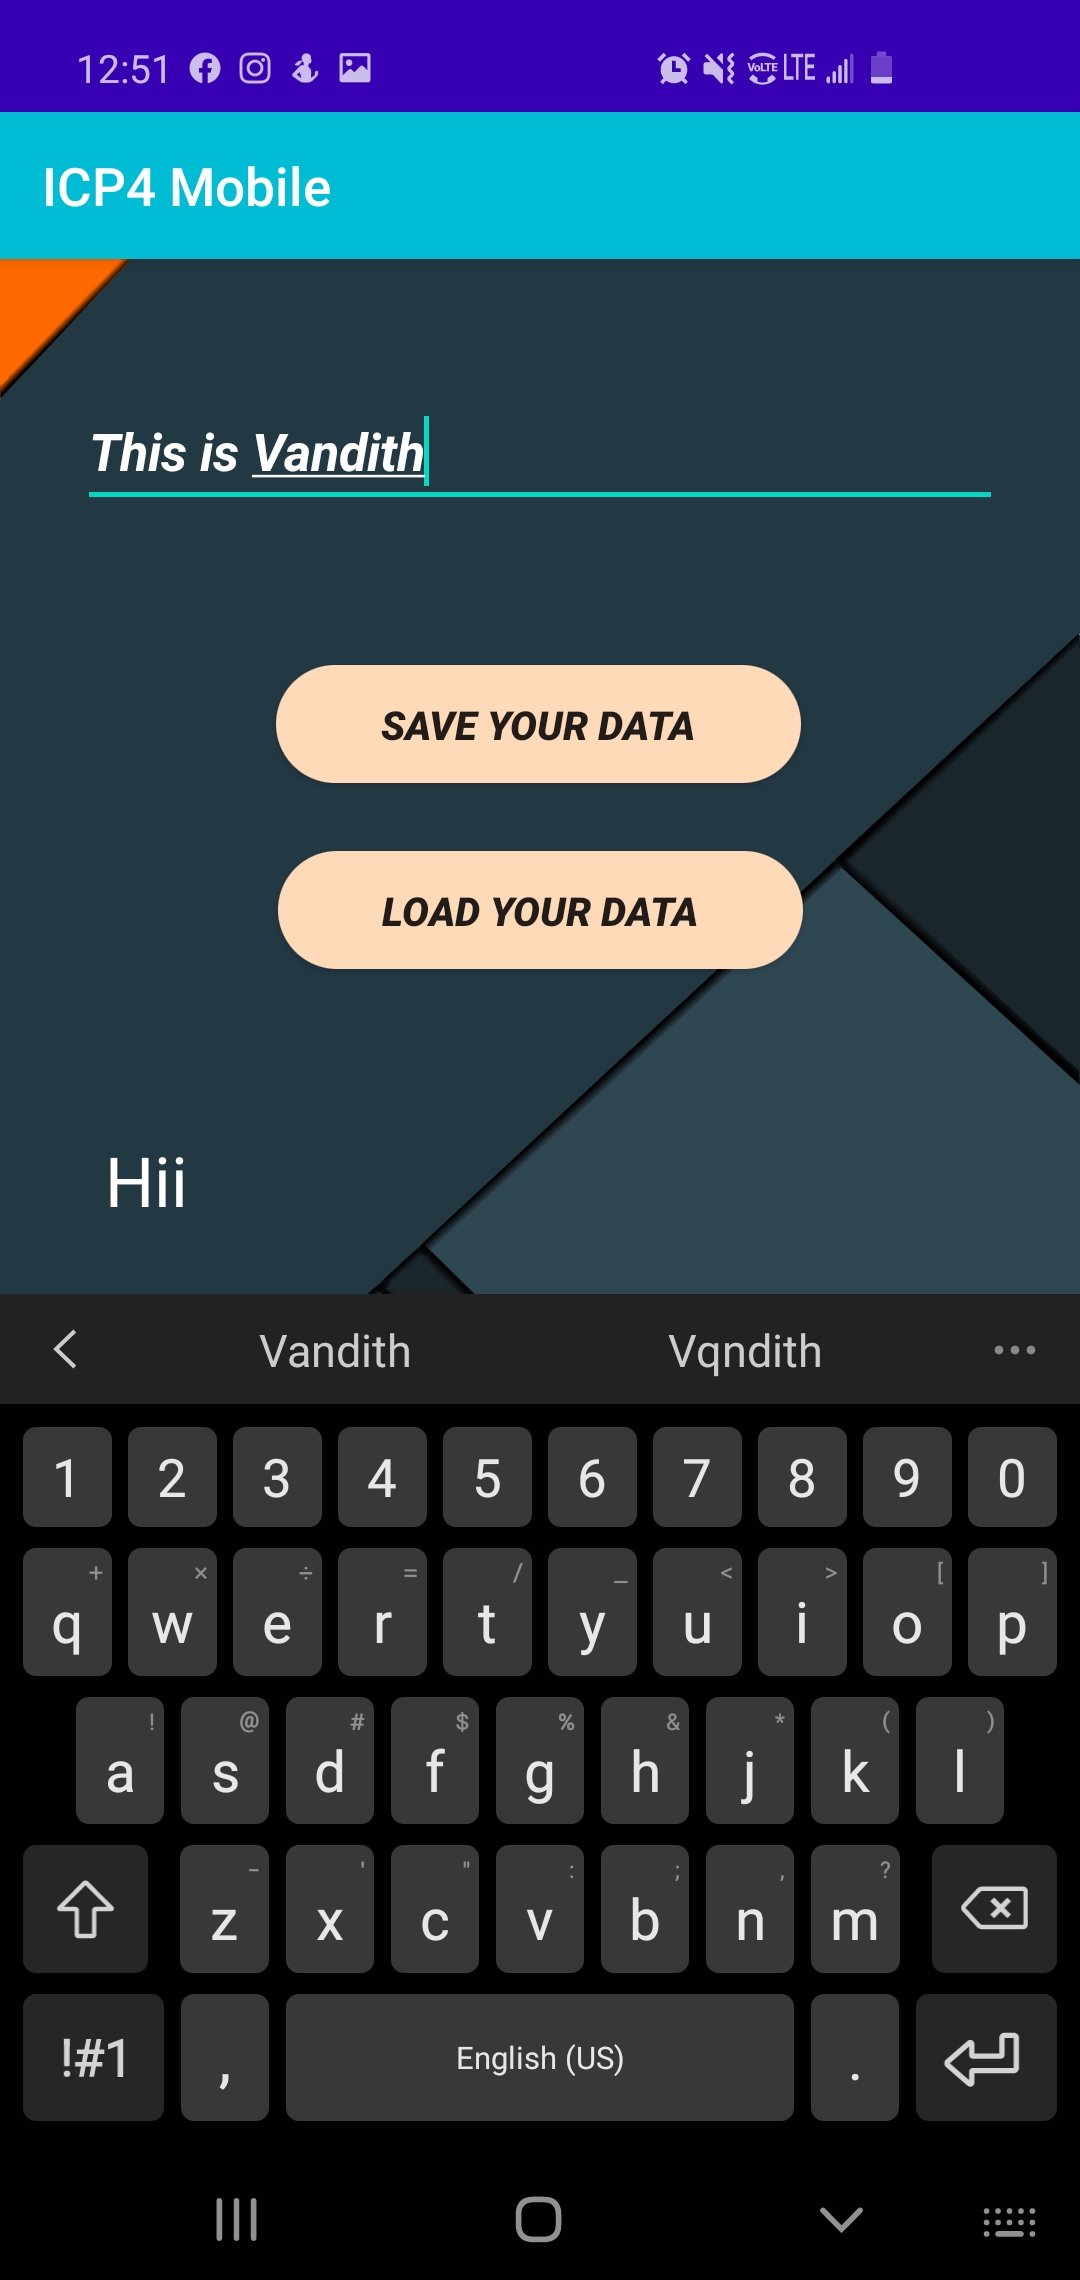 12:51 VoLTE LTE
ICP4 Mobile
This is Vandith
SAVE YOUR DATA
LOAD YOUR DATA
Hii
Vandith Vqndith
1 2 3 4 5 6 7 8 9 0
+ × ÷ = / _ < > [ ]
q w e r t y u i o p
! @ # $ % & * ( )
a s d f g h j k l
- ' " : ; , ?
z x c v b n m
!#1 , English (US) .